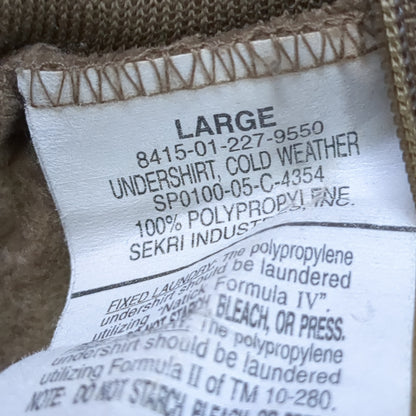 LARGE
8415-01-227-9550
UNDERSHIRT, COLD WEATHER
SP0100-05-C-4354
100% POLYPROPYLENE.
SEKRI INDUSTRIES, INC.
FIXED LAUNDRY: The polypropylene
undershirt should be laundered
utilizing "Natick Formula IV".
NOT STARCH, BLEACH, OR PRESS.
The polypropylene
undershirt should be laundered
utilizing Formula II of TM 10-280.
NOTE: DO NOT STARCH, BLEACH, OR